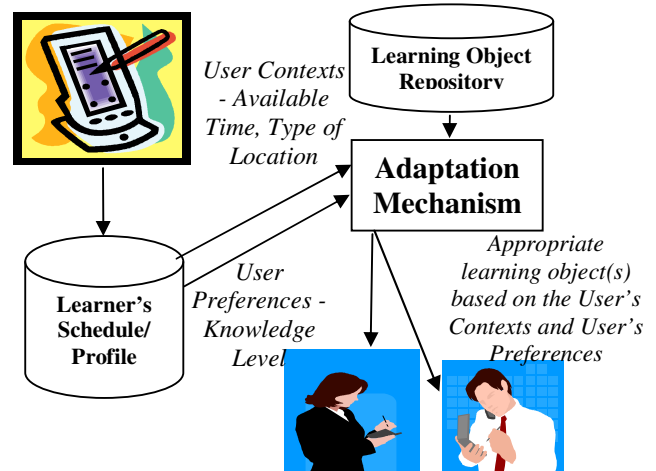 Learning Object
Repository
User Contexts
- Available
Time, Type of
Location
Adaptation
Mechanism
Learner's
Schedule/
Profile
User
Preferences -
Knowledge
Level
Appropriate
learning object(s)
based on the User's
Contexts and User's
Preferences